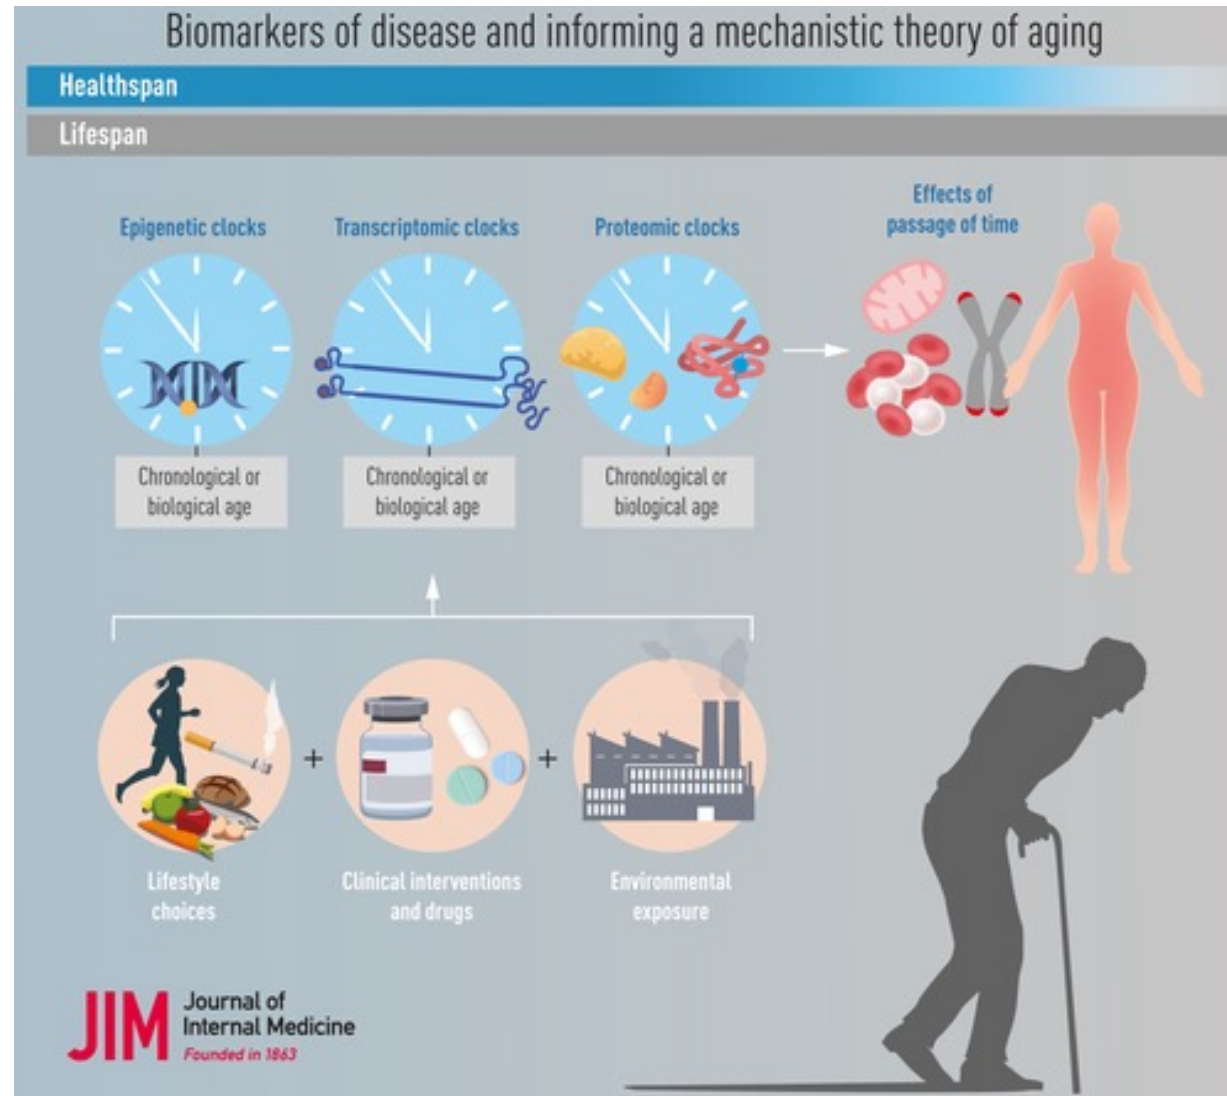 Biomarkers of disease and informing a mechanistic theory of aging
Healthspan
Lifespan
Epigenetic clocks
Transcriptomic clocks
Proteomic clocks
Effects of
passage of time
Chronological or
biological age
Chronological or
biological age
Chronological or
biological age
+
+
Lifestyle
choices
Clinical interventions
and drugs
Environmental
exposure
JIM
Journal of
Internal Medicine
Founded in 1863